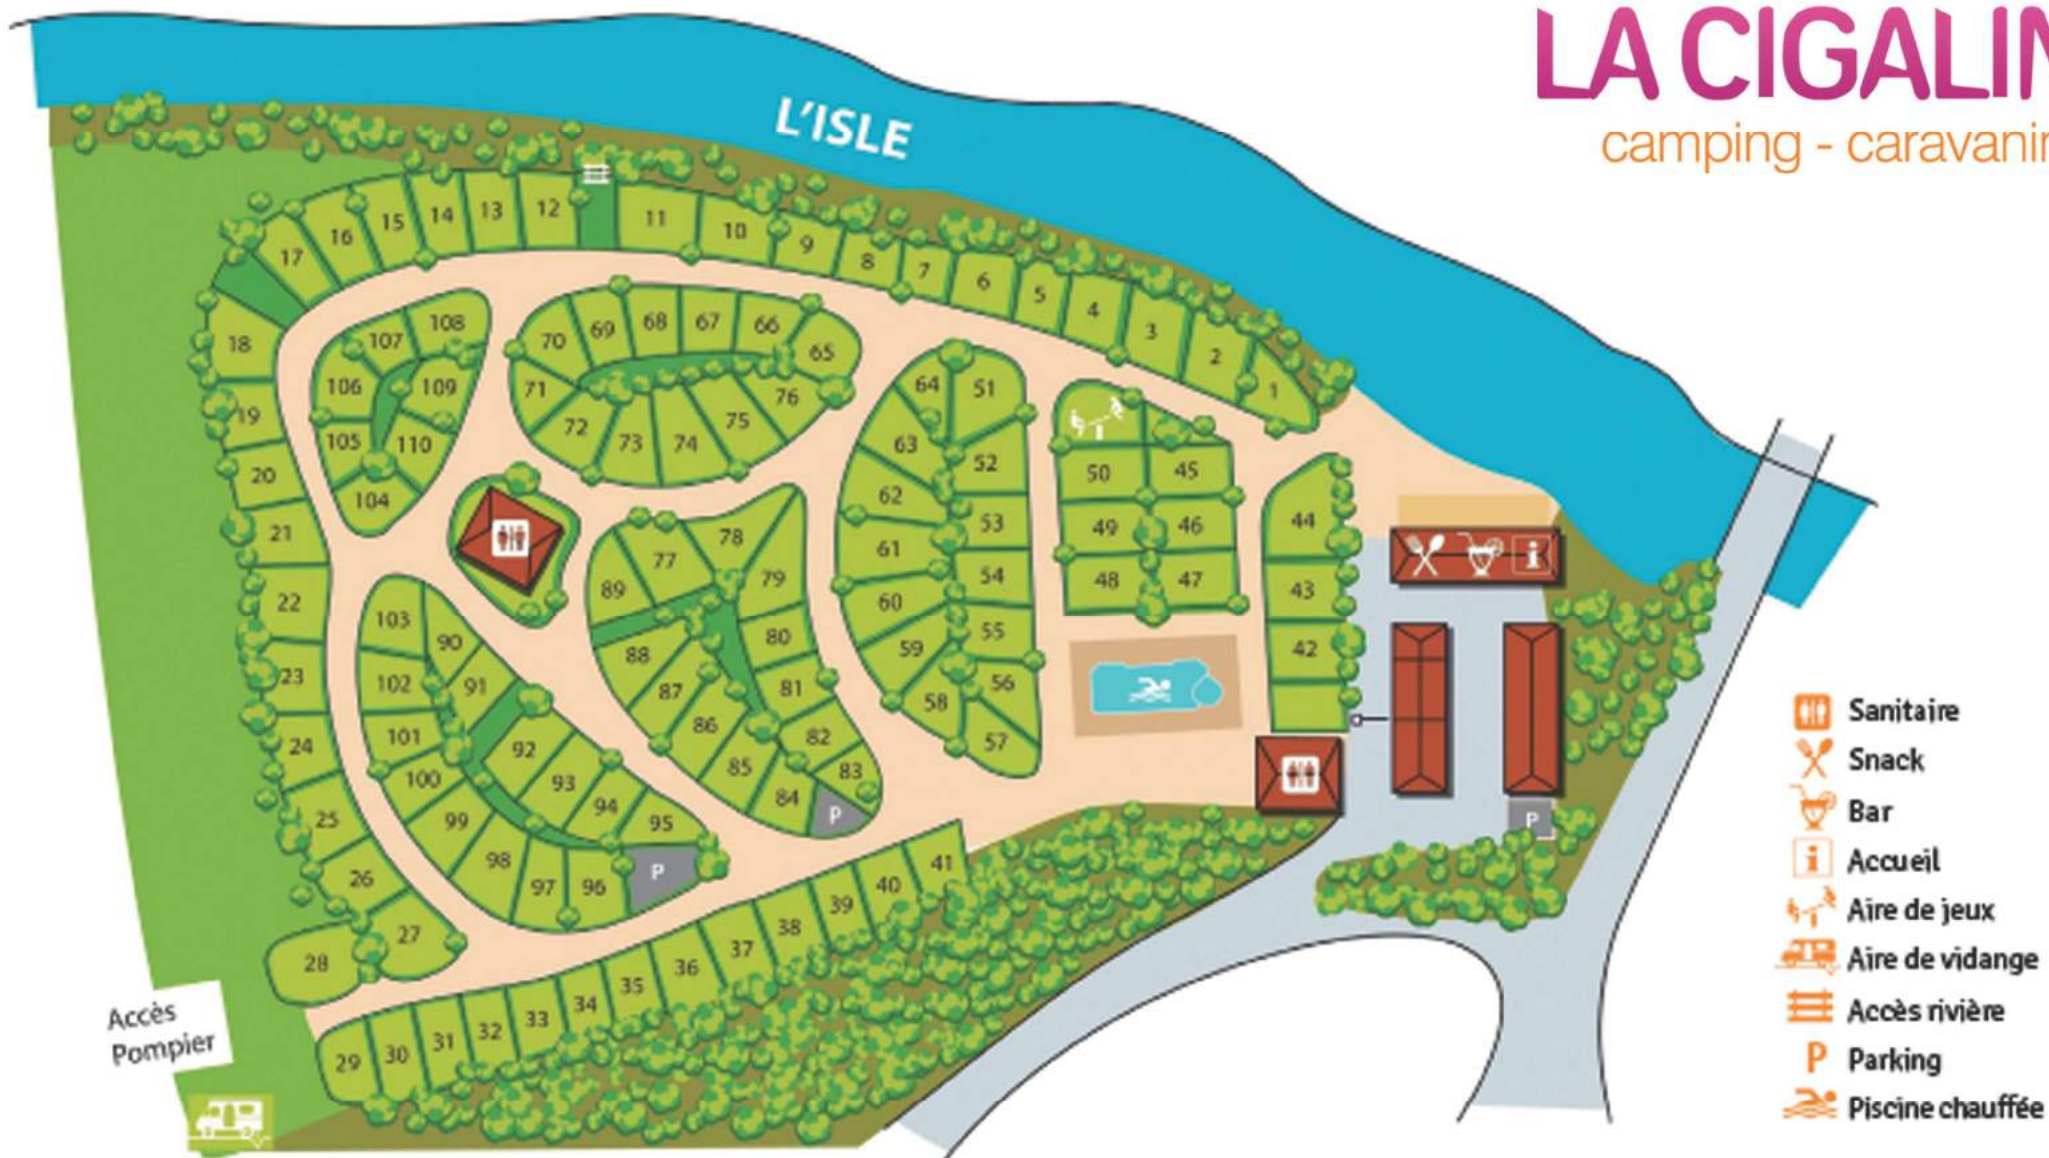 LA CIGALIN
camping - caravanin
L'ISLE
17 16 15 14 13 12 11 10 9 8 7 6 5 4 3 2 1
18
19
20
21
22
23
24
25
26
27
28
107 108
106 109
105 110
104
70 69 68 67 66 65
71 72 73 74 75 76
64 51
63 52
62 53
61 54
60 55
59 56
58 57
50 45
49 46
48 47
44
43
42
77 78
89 79
88 80
87 81
86 82
85 83
84 P
103 90
102 91
101 92
100 93
99 94
98 97 96 95
P
P
41
40
39
38
37
36
35
34
33
32
31
30
29
Accès
Pompier
i
Sanitaire
Snack
Bar
i Accueil
Aire de jeux
Aire de vidange
Accès rivière
P Parking
Piscine chauffée